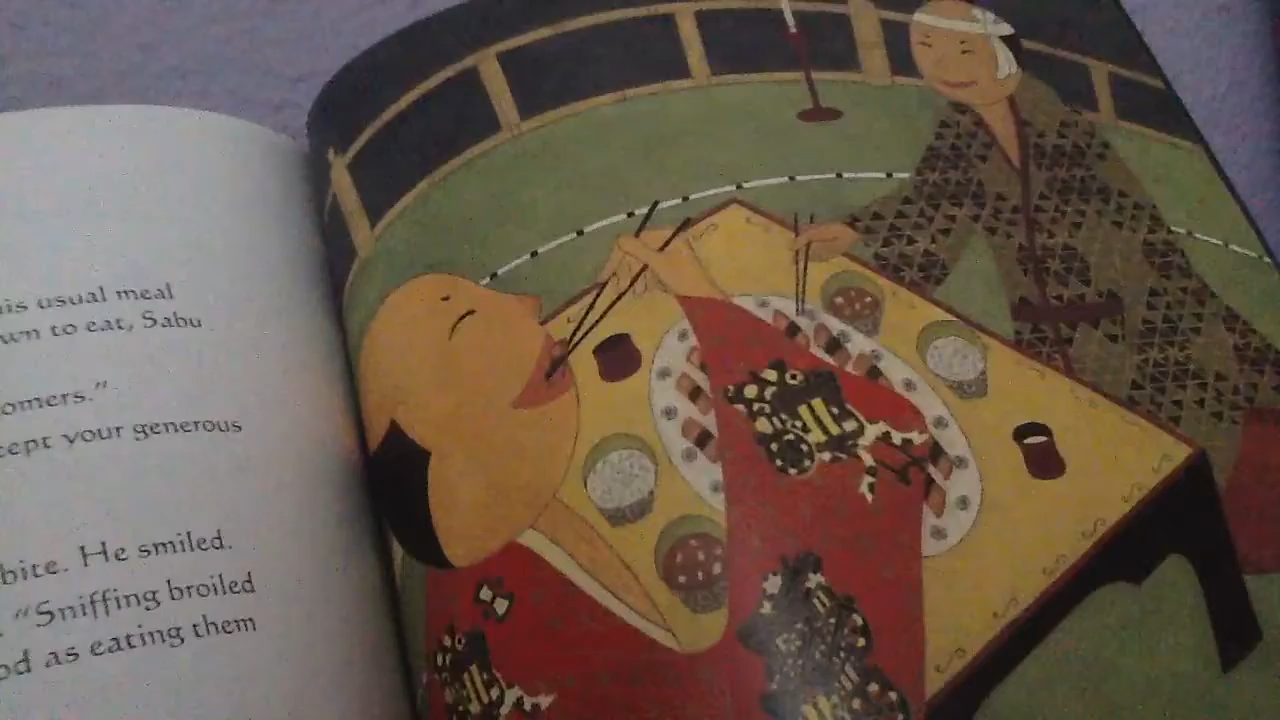 his usual meal
wn to eat, Sabu
omers."
cept your generous
bite. He smiled.
. "Sniffing broiled
od as eating them